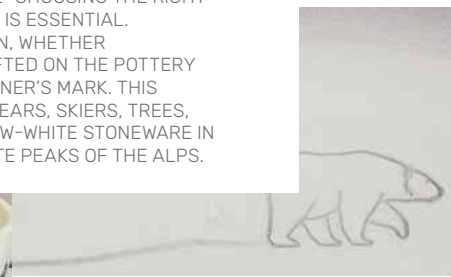 CHOOSING THE RIGHT
IS ESSENTIAL.
WHETHER
ON THE POTTERY
MARK. THIS
SKIERS, TREES,
STONEWARE IN
PEAKS OF THE ALPS.